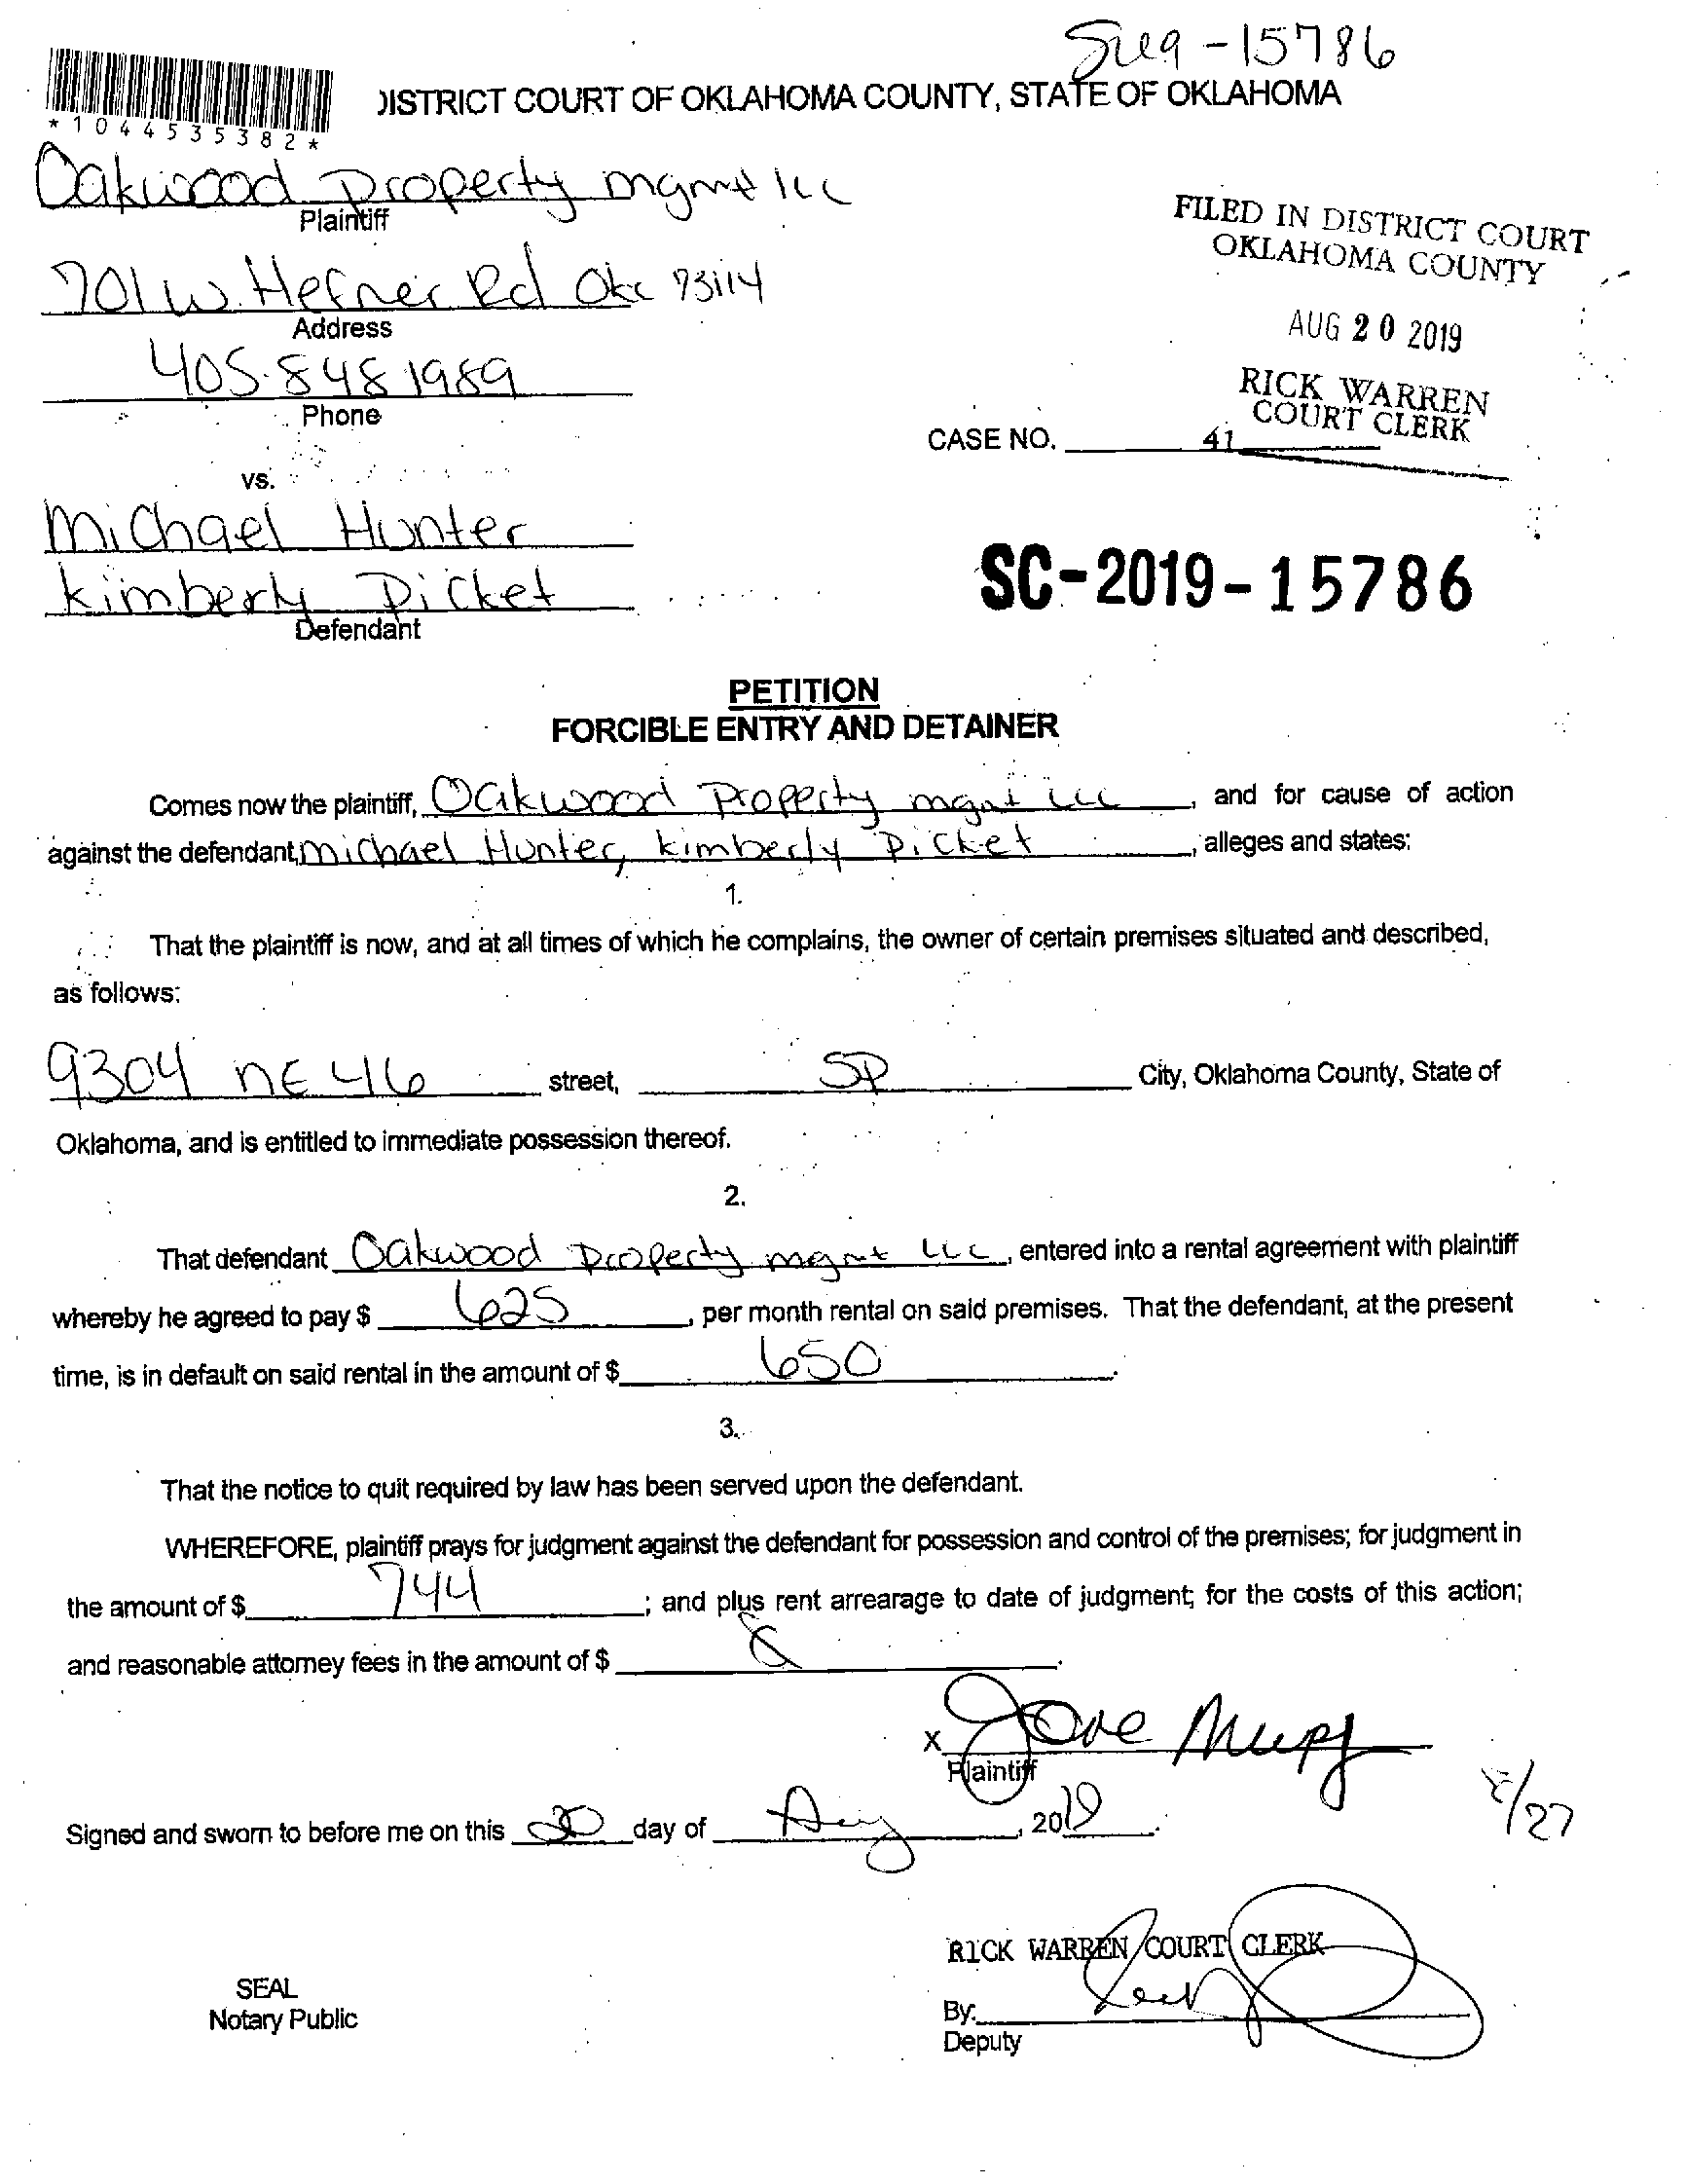 -15786
*1044535382*
DISTRICT COURT OF OKLAHOMA COUNTY, STATE OF OKLAHOMA
Oakwood Property mgmt llc
Plaintiff
FILED IN DISTRICT COURT
OKLAHOMA COUNTY
701 W. Hefner Rd Okc 73114
Address
AUG 20 2019
405-848 1989
Phone
RICK WARREN
COURT CLERK
CASE NO. 41
vs.
Michael Hunter
Kimberly Picket
Defendant
SC-2019-15786
PETITION
FORCIBLE ENTRY AND DETAINER
Comes now the plaintiff, Oakwood Property mgmt LLC, and for cause of action
against the defendant, Michael Hunter, Kimberly Picket, alleges and states:
1.
That the plaintiff is now, and at all times of which he complains, the owner of certain premises situated and described,
as follows:
9304 NE 46 street, SP City, Oklahoma County, State of
Oklahoma, and is entitled to immediate possession thereof.
2.
That defendant Oakwood Property mgmt LLC, entered into a rental agreement with plaintiff
whereby he agreed to pay $ 625, per month rental on said premises. That the defendant, at the present
time, is in default on said rental in the amount of $ 650.
3.
That the notice to quit required by law has been served upon the defendant.
WHEREFORE, plaintiff prays for judgment against the defendant for possession and control of the premises; for judgment in
the amount of $ 744; and plus rent arrearage to date of judgment; for the costs of this action;
and reasonable attorney fees in the amount of $.
X
Plaintiff
8/27
Signed and sworn to before me on this 20 day of Aug, 2019.
RICK WARREN COURT CLERK
SEAL
Notary Public
By:
Deputy